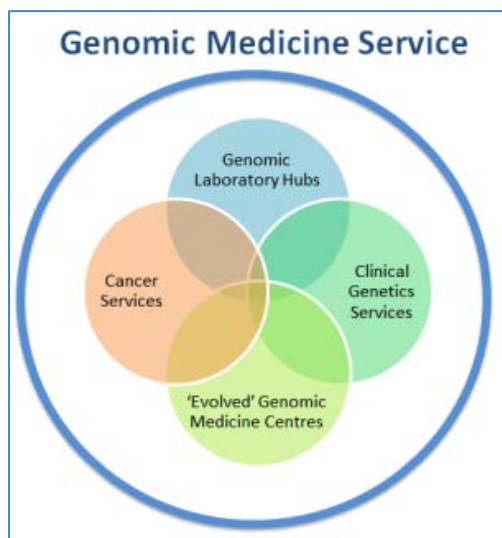 Genomic Medicine Service
Genomic
Laboratory Hubs
Cancer
Services
Clinical
Genetics
Services
‘Evolved’ Genomic
Medicine Centres